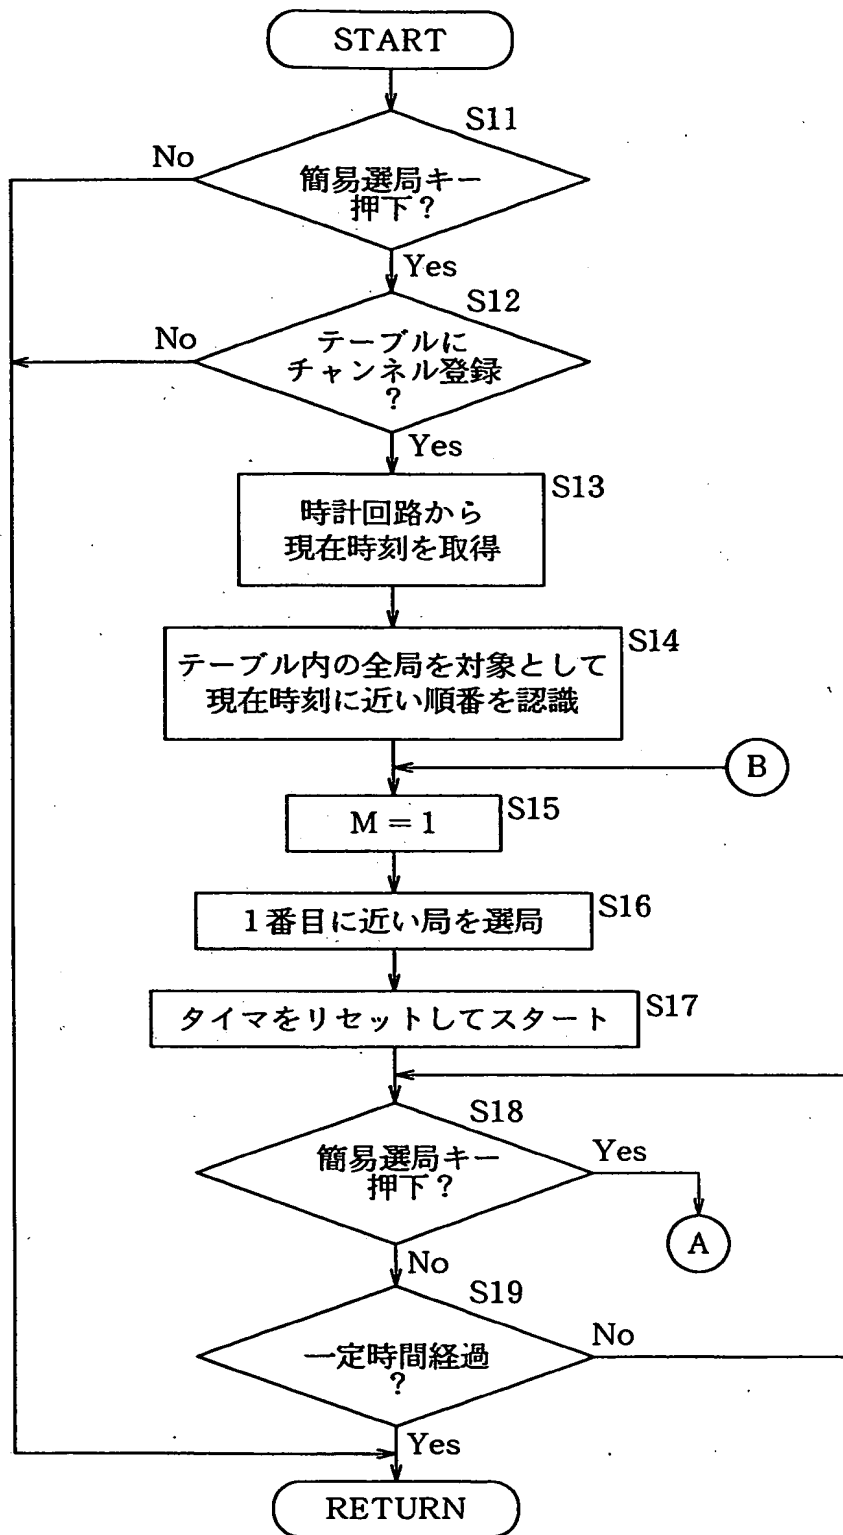 START
S11
No
簡易選局キー
押下？
Yes
S12
No
テーブルに
チャンネル登録
？
Yes
S13
時計回路から
現在時刻を取得
S14
テーブル内の全局を対象として
現在時刻に近い順番を認識
B
S15
M = 1
S16
1番目に近い局を選局
S17
タイマをリセットしてスタート
S18
簡易選局キー
押下？
Yes
A
No
S19
一定時間経過
？
No
Yes
RETURN